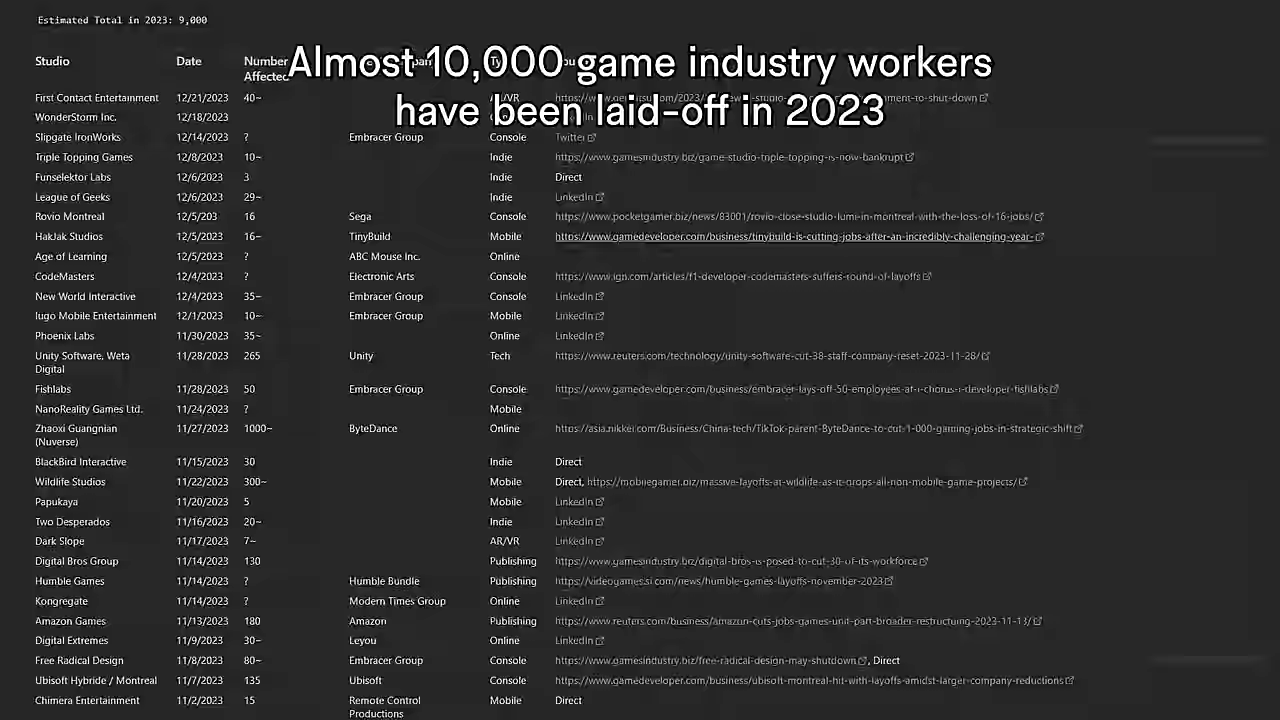 Estimated Total in 2023: 9,000
Almost 10,000 game industry workers
have been laid-off in 2023
Studio Date Number Affected
First Contact Entertainment 12/21/2023 40~ AR/VR
WonderStorm Inc. 12/18/2023
Slipgate IronWorks 12/14/2023 ? Embracer Group Console Twitter
Triple Topping Games 12/8/2023 10~ Indie https://www.gamesindustry.biz/game-studio-triple-topping-is-now-bankrupt
Funselektor Labs 12/6/2023 3 Indie Direct
League of Geeks 12/6/2023 29~ Indie LinkedIn
Rovio Montreal 12/5/203 16 Sega Console https://www.pocketgamer.biz/news/83001/rovio-close-studio-lumi-in-montreal-with-the-loss-of-16-jobs/
HakJak Studios 12/5/2023 16~ TinyBuild Mobile https://www.gamedeveloper.com/business/tinybuild-is-cutting-jobs-after-an-incredibly-challenging-year-
Age of Learning 12/5/2023 ? ABC Mouse Inc. Online
CodeMasters 12/4/2023 ? Electronic Arts Console https://www.ign.com/articles/f1-developer-codemasters-suffers-round-of-layoffs
New World Interactive 12/4/2023 35~ Embracer Group Console LinkedIn
Iugo Mobile Entertainment 12/1/2023 10~ Embracer Group Mobile LinkedIn
Phoenix Labs 11/30/2023 35~ Online LinkedIn
Unity Software, Weta Digital 11/28/2023 265 Unity Tech https://www.reuters.com/technology/unity-software-cut-38-staff-company-reset-2023-11-28/
Fishlabs 11/28/2023 50 Embracer Group Console https://www.gamedeveloper.com/business/embracer-lays-off-50-employees-at-i-chorus-i-developer-fishlabs
NanoReality Games Ltd. 11/24/2023 ? Mobile
Zhaoxi Guangnian (Nuverse) 11/27/2023 1000~ ByteDance Online https://asia.nikkei.com/Business/China-tech/TikTok-parent-ByteDance-to-cut-1-000-gaming-jobs-in-strategic-shift
BlackBird Interactive 11/15/2023 30 Indie Direct
Wildlife Studios 11/22/2023 300~ Mobile Direct, https://mobilegamer.biz/massive-layoffs-at-wildlife-as-it-drops-all-non-mobile-game-projects/
Papukaya 11/20/2023 5 Mobile LinkedIn
Two Desperados 11/16/2023 20~ Indie LinkedIn
Dark Slope 11/17/2023 7~ AR/VR LinkedIn
Digital Bros Group 11/14/2023 130 Publishing https://www.gamesindustry.biz/digital-bros-is-posed-to-cut-30-of-its-workforce
Humble Games 11/14/2023 ? Humble Bundle Publishing https://videogames.si.com/news/humble-games-layoffs-november-2023
Kongregate 11/14/2023 ? Modern Times Group Online LinkedIn
Amazon Games 11/13/2023 180 Amazon Publishing https://www.reuters.com/business/amazon-cuts-jobs-games-unit-part-broader-restructuring-2023-11-13/
Digital Extremes 11/9/2023 30~ Leyou Online LinkedIn
Free Radical Design 11/8/2023 80~ Embracer Group Console https://www.gamesindustry.biz/free-radical-design-may-shutdown, Direct
Ubisoft Hybride / Montreal 11/7/2023 135 Ubisoft Console https://www.gamedeveloper.com/business/ubisoft-montreal-hit-with-layoffs-amidst-larger-company-reductions
Chimera Entertainment 11/2/2023 15 Remote Control Productions Mobile Direct